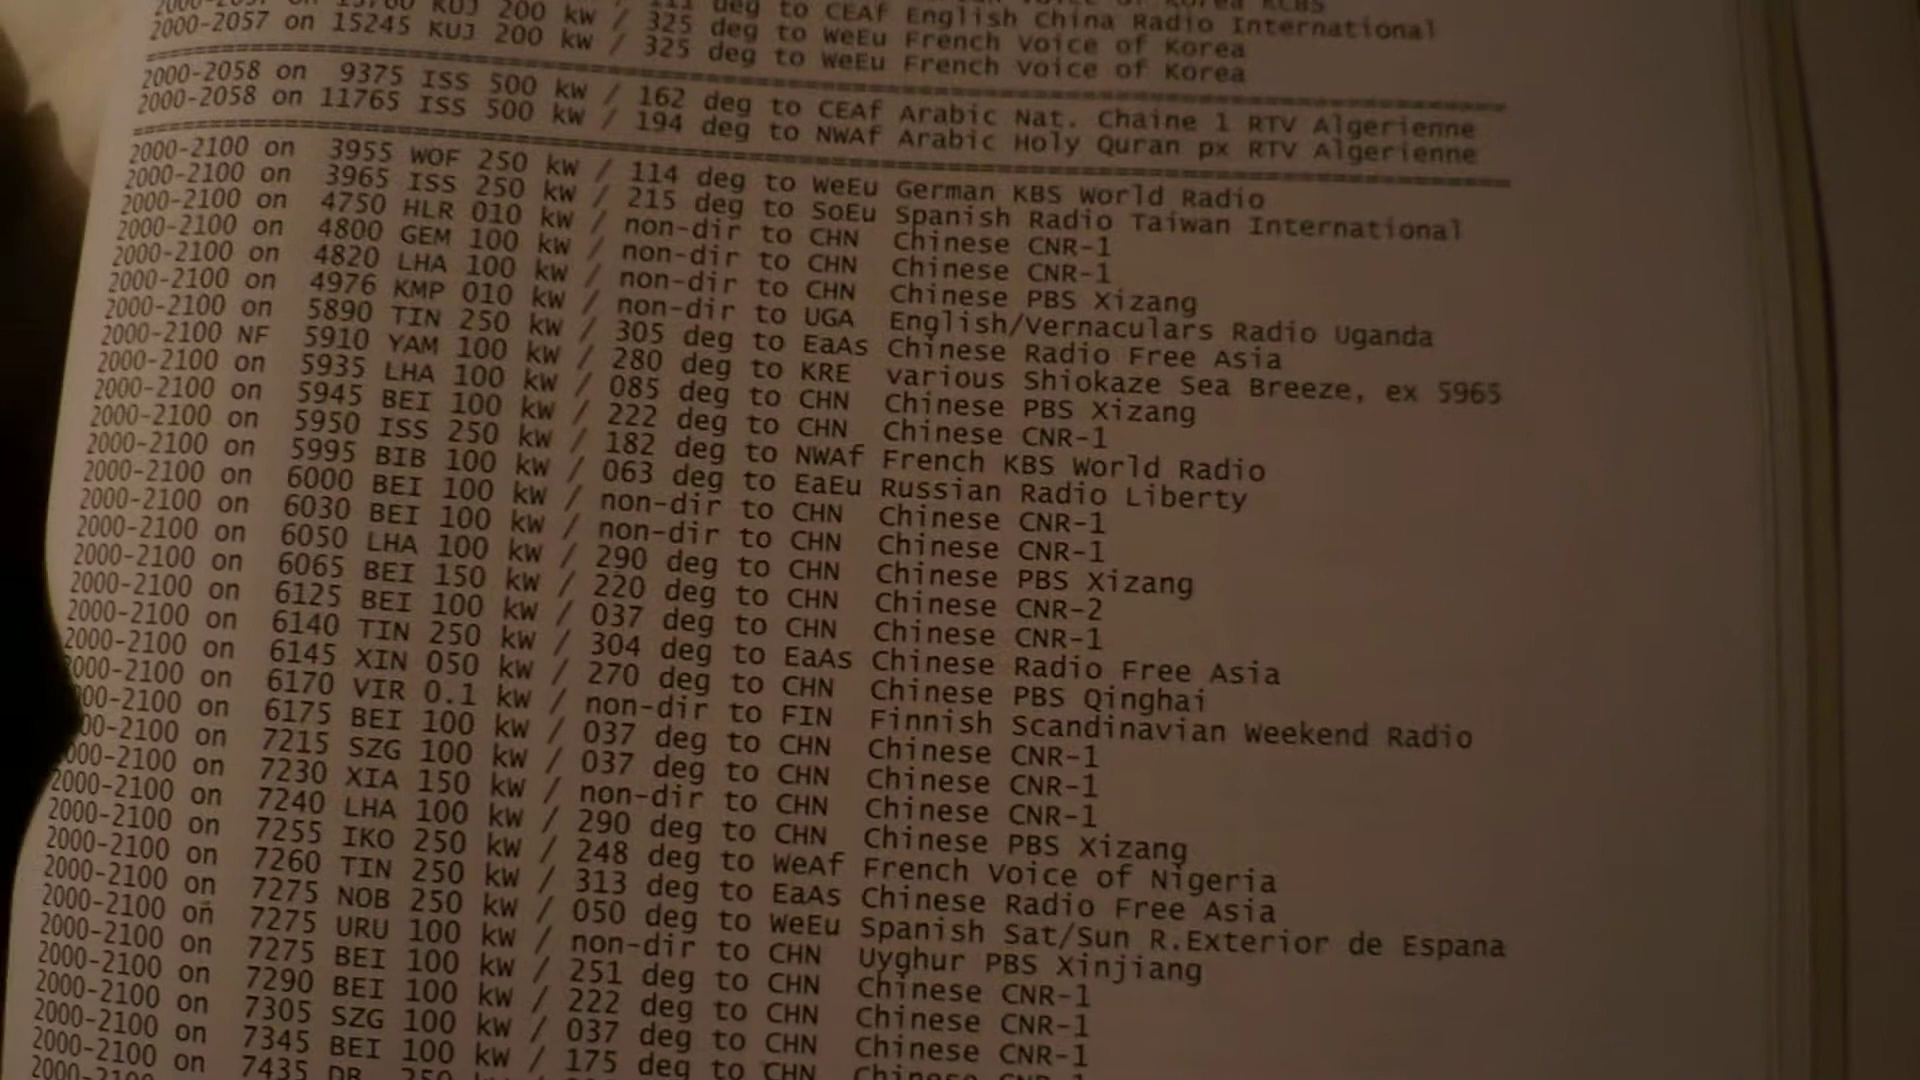 deg to CEAf English China Radio International
KUJ 200 kW / 325 deg to WeEu French Voice of Korea
2000-2057 on 15245 KUJ 200 kW / 325 deg to WeEu French Voice of Korea
2000-2058 on 9375 ISS 500 kW / 162 deg to CEAf Arabic Nat. Chaine 1 RTV Algerienne
2000-2058 on 11765 ISS 500 kW / 194 deg to NWAf Arabic Holy Quran px RTV Algerienne
2000-2100 on 3955 WOF 250 kW / 114 deg to WeEu German KBS World Radio
2000-2100 on 3965 ISS 250 kW / 215 deg to SoEu Spanish Radio Taiwan International
2000-2100 on 4750 HLR 010 kW / non-dir to CHN Chinese CNR-1
2000-2100 on 4800 GEM 100 kW / non-dir to CHN Chinese CNR-1
2000-2100 on 4820 LHA 100 kW / non-dir to CHN Chinese PBS Xizang
2000-2100 on 4976 KMP 010 kW / non-dir to UGA English/Vernaculars Radio Uganda
2000-2100 on 5890 TIN 250 kW / 305 deg to EaAs Chinese Radio Free Asia
2000-2100 NF 5910 YAM 100 kW / 280 deg to KRE various Shiokaze Sea Breeze, ex 5965
2000-2100 on 5935 LHA 100 kW / 085 deg to CHN Chinese PBS Xizang
2000-2100 on 5945 BEI 100 kW / 222 deg to CHN Chinese CNR-1
2000-2100 on 5950 ISS 250 kW / 182 deg to NWAf French KBS World Radio
2000-2100 on 5995 BIB 100 kW / 063 deg to EaEu Russian Radio Liberty
2000-2100 on 6000 BEI 100 kW / non-dir to CHN Chinese CNR-1
2000-2100 on 6030 BEI 100 kW / non-dir to CHN Chinese CNR-1
2000-2100 on 6050 LHA 100 kW / 290 deg to CHN Chinese PBS Xizang
2000-2100 on 6065 BEI 150 kW / 220 deg to CHN Chinese CNR-2
2000-2100 on 6125 BEI 100 kW / 037 deg to CHN Chinese CNR-1
2000-2100 on 6140 TIN 250 kW / 304 deg to EaAs Chinese Radio Free Asia
2000-2100 on 6145 XIN 050 kW / 270 deg to CHN Chinese PBS Qinghai
2000-2100 on 6170 VIR 0.1 kW / non-dir to FIN Finnish Scandinavian Weekend Radio
2000-2100 on 6175 BEI 100 kW / 037 deg to CHN Chinese CNR-1
2000-2100 on 7215 SZG 100 kW / 037 deg to CHN Chinese CNR-1
2000-2100 on 7230 XIA 150 kW / non-dir to CHN Chinese CNR-1
2000-2100 on 7240 LHA 100 kW / 290 deg to CHN Chinese PBS Xizang
2000-2100 on 7255 IKO 250 kW / 248 deg to WeAf French Voice of Nigeria
2000-2100 on 7260 TIN 250 kW / 313 deg to EaAs Chinese Radio Free Asia
2000-2100 on 7275 NOB 250 kW / 050 deg to WeEu Spanish Sat/Sun R.Exterior de Espana
2000-2100 on 7275 URU 100 kW / non-dir to CHN Uyghur PBS Xinjiang
2000-2100 on 7275 BEI 100 kW / 251 deg to CHN Chinese CNR-1
2000-2100 on 7290 BEI 100 kW / 222 deg to CHN Chinese CNR-1
2000-2100 on 7305 SZG 100 kW / 037 deg to CHN Chinese CNR-1
2000-2100 on 7345 BEI 100 kW / 175 deg to CHN Chinese
2000-2100 on 7435